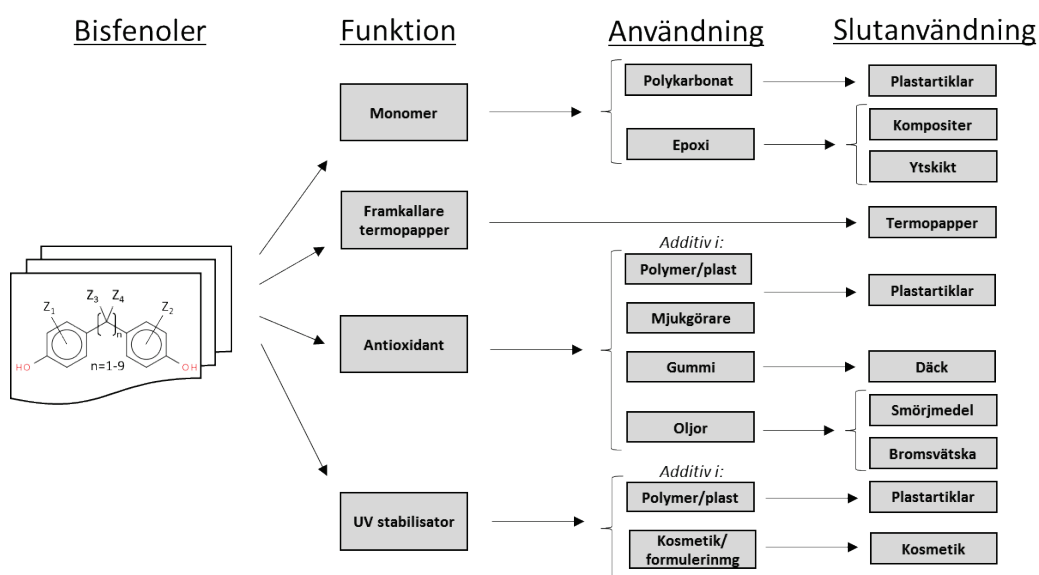 Bisfenoler
Funktion
Användning
Slutanvändning
Monomer
Polykarbonat
Plastartiklar
Epoxi
Kompositer
Ytskikt
Framkallare
termopapper
Termopapper
Additiv i:
Polymer/plast
Plastartiklar
Mjukgörare
Antioxidant
Gummi
Däck
Oljor
Smörjmedel
Bromsvätska
Additiv i:
Polymer/plast
Plastartiklar
UV stabilisator
Kosmetik/
formulerinmg
Kosmetik
Z1
Z3 Z4
Z2
n
HO
n=1-9
OH